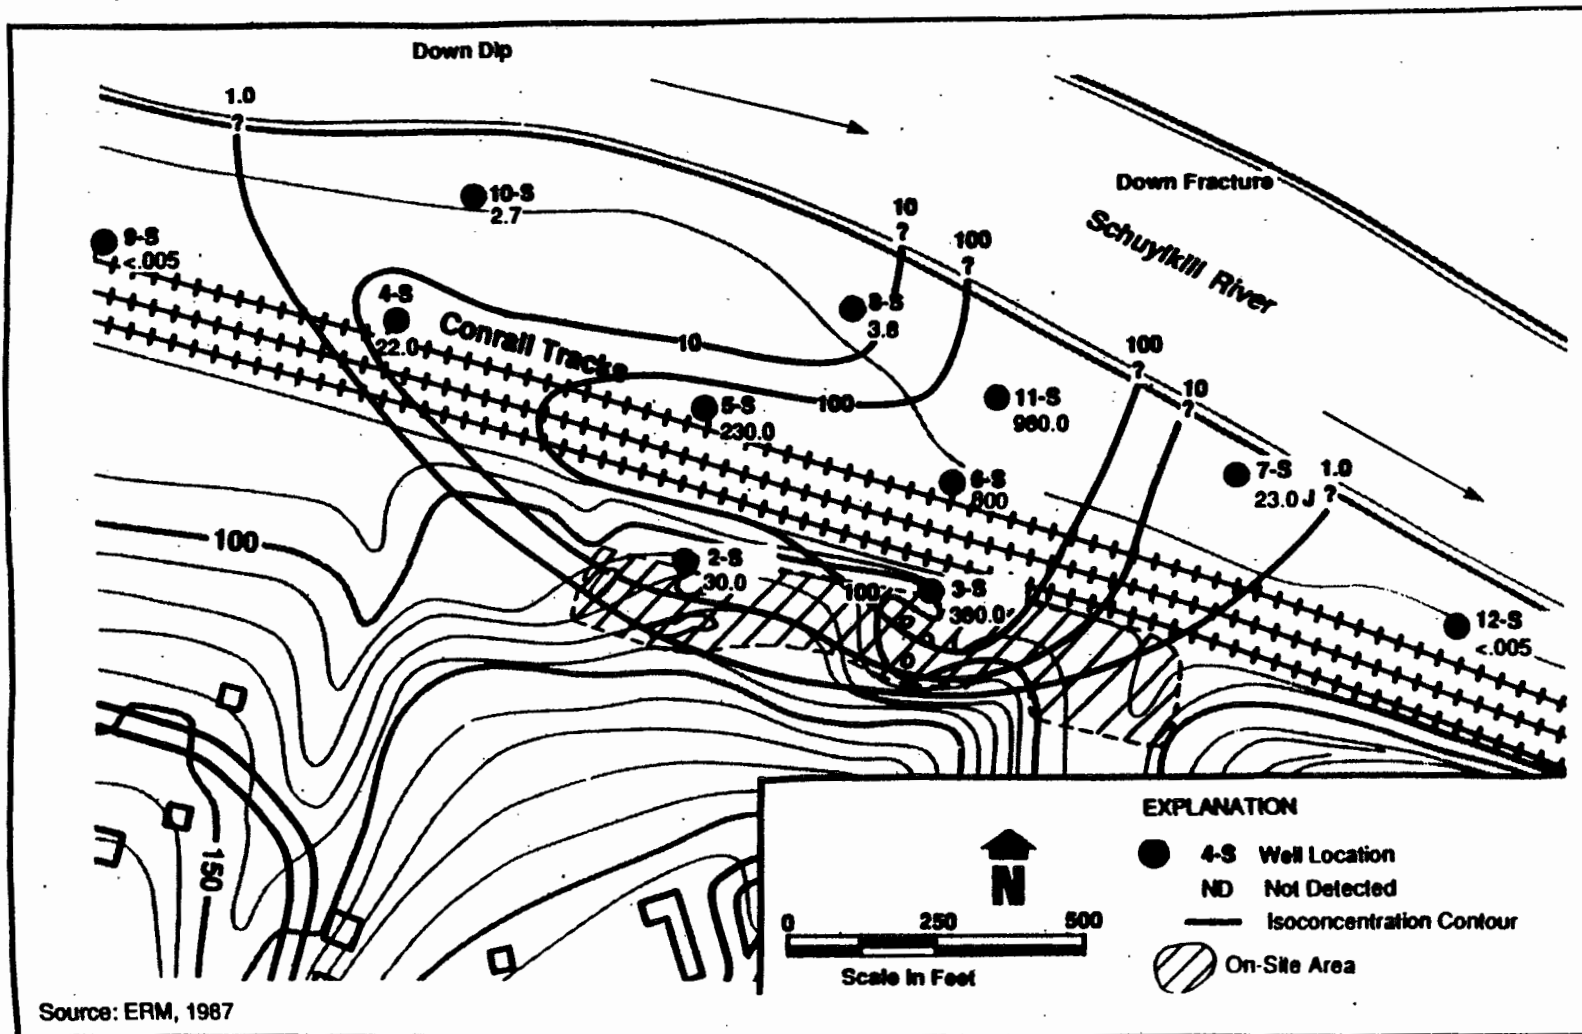 Down Dip
1.0
?
10-S
2.7
Down Fracture
Schuylkill River
10
?
100
?
9-S
<.005
4-S
22.0
Conrail Tracks
10
8-S
3.8
100
?
10
?
100
5-S
230.0
11-S
960.0
6-S
800
7-S
23.0 J
1.0
?
100
2-S
30.0
100
3-S
360.0
12-S
<.005
150
EXPLANATION
4-S Well Location
ND Not Detected
Isoconcentration Contour
On-Site Area
N
0 250 500
Scale in Feet
Source: ERM, 1987